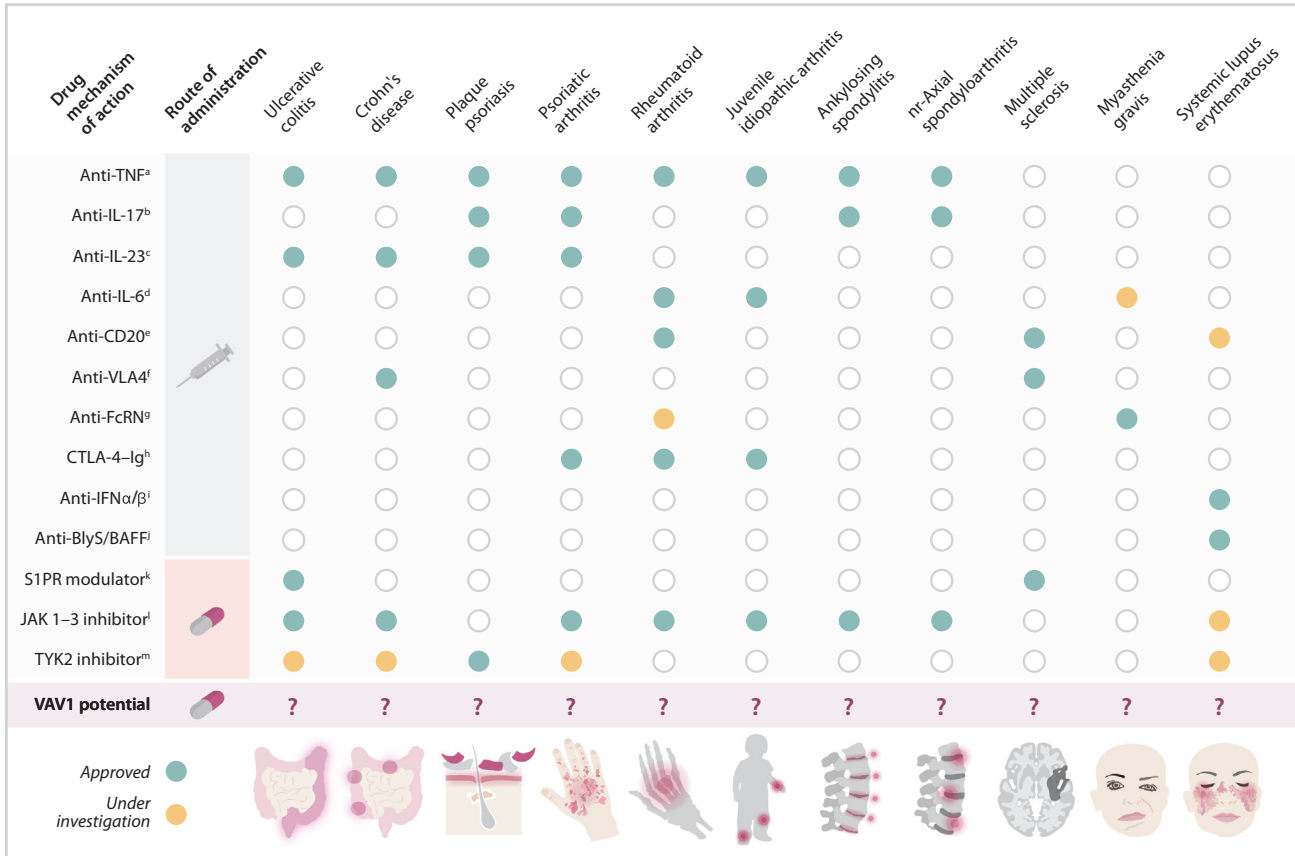 Drug
mechanism
of action
Route of
administration
Ulcerative
colitis
Crohn's
disease
Plaque
psoriasis
Psoriatic
arthritis
Rheumatoid
arthritis
Juvenile
idiopathic arthritis
Ankylosing
spondylitis
nr-Axial
spondyloarthritis
Multiple
sclerosis
Myasthenia
gravis
Systemic lupus
erythematosus
Anti-TNFᵃ
Anti-IL-17ᵇ
Anti-IL-23ᶜ
Anti-IL-6ᵈ
Anti-CD20ᵉ
Anti-VLA4ᶠ
Anti-FcRNᵍ
CTLA-4–Igʰ
Anti-IFNα/βⁱ
Anti-BlyS/BAFFʲ
S1PR modulatorᵏ
JAK 1–3 inhibitorˡ
TYK2 inhibitorᵐ
VAV1 potential ? ? ? ? ? ? ? ? ? ? ?
Approved
Under
investigation